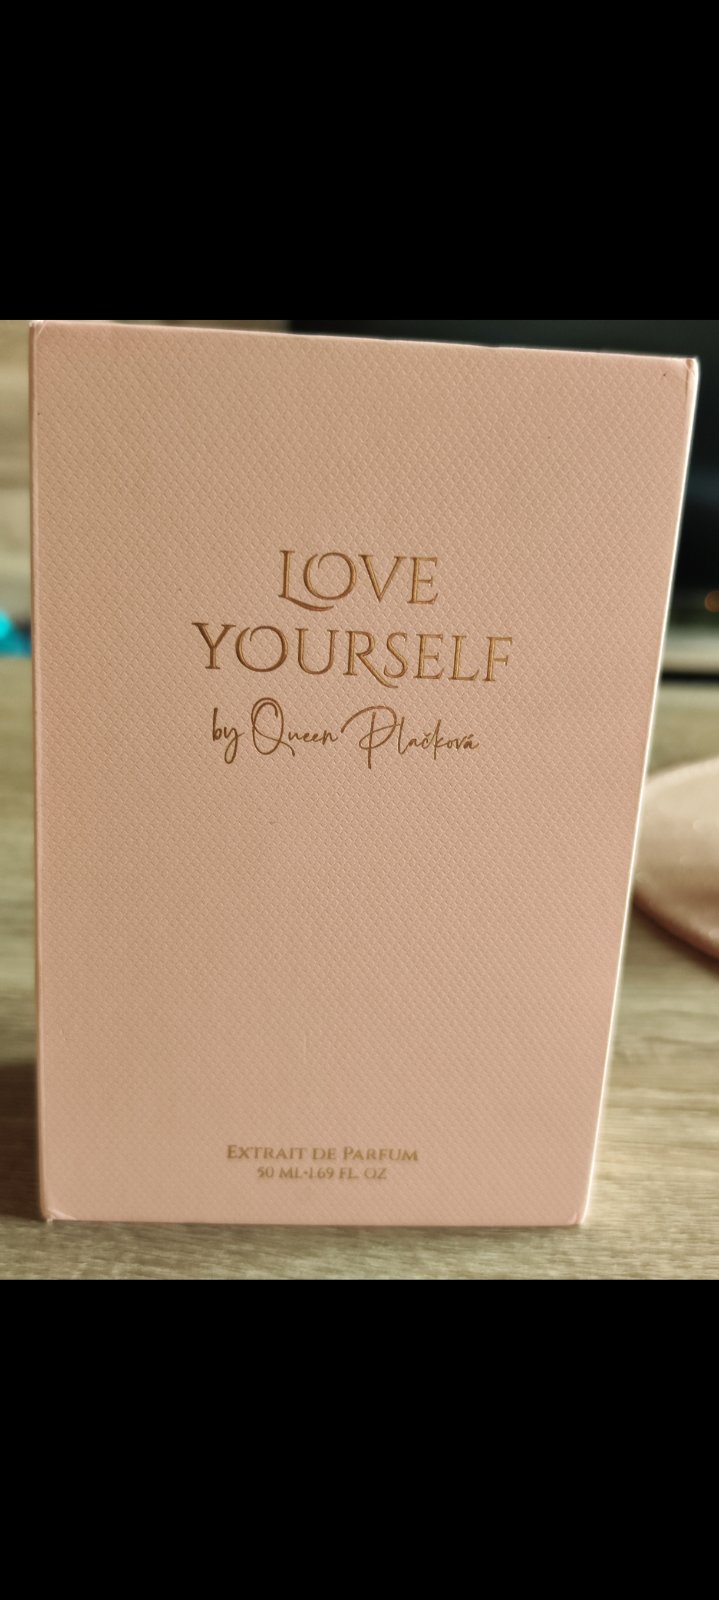 LOVE
YOURSELF
by Queen Plačková
EXTRAIT DE PARFUM
50 ML•1.69 FL. OZ